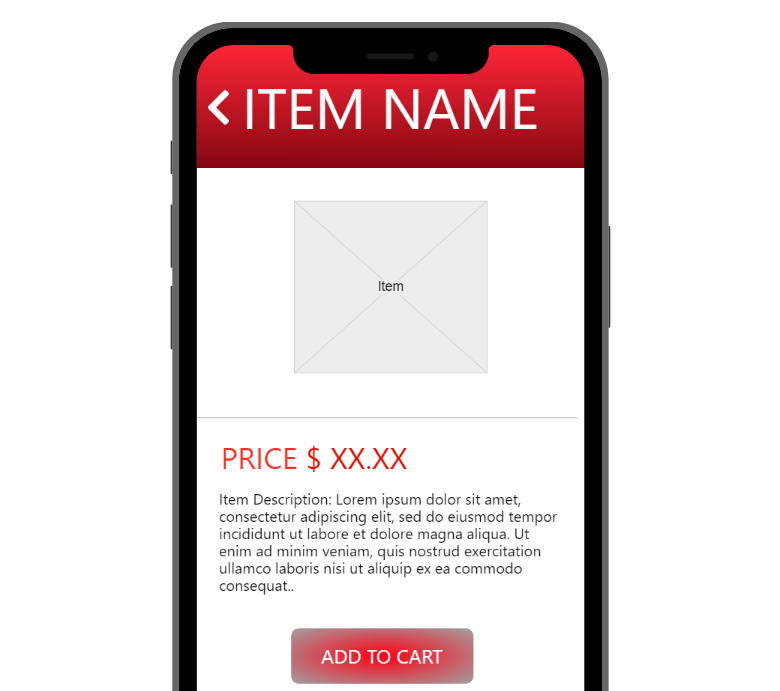 ITEM NAME
Item
PRICE $ XX.XX
Item Description: Lorem ipsum dolor sit amet,
consectetur adipiscing elit, sed do eiusmod tempor
incididunt ut labore et dolore magna aliqua. Ut
enim ad minim veniam, quis nostrud exercitation
ullamco laboris nisi ut aliquip ex ea commodo
consequat..
ADD TO CART